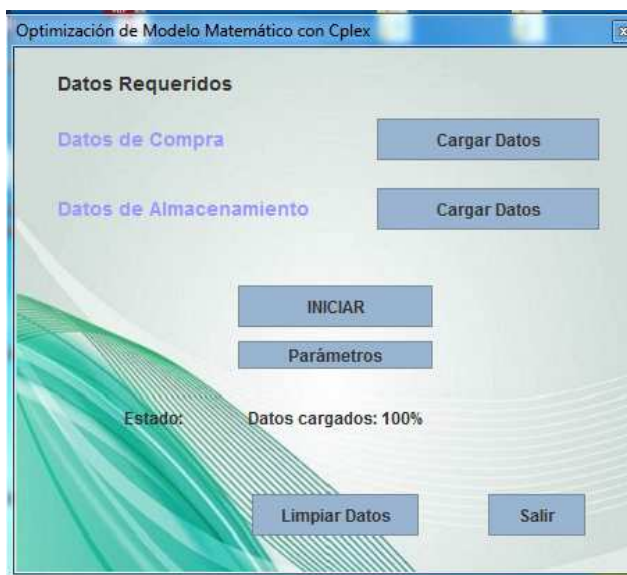 Optimización de Modelo Matemático con Cplex
Datos Requeridos
Datos de Compra
Cargar Datos
Datos de Almacenamiento
Cargar Datos
INICIAR
Parámetros
Estado: Datos cargados: 100%
Limpiar Datos
Salir